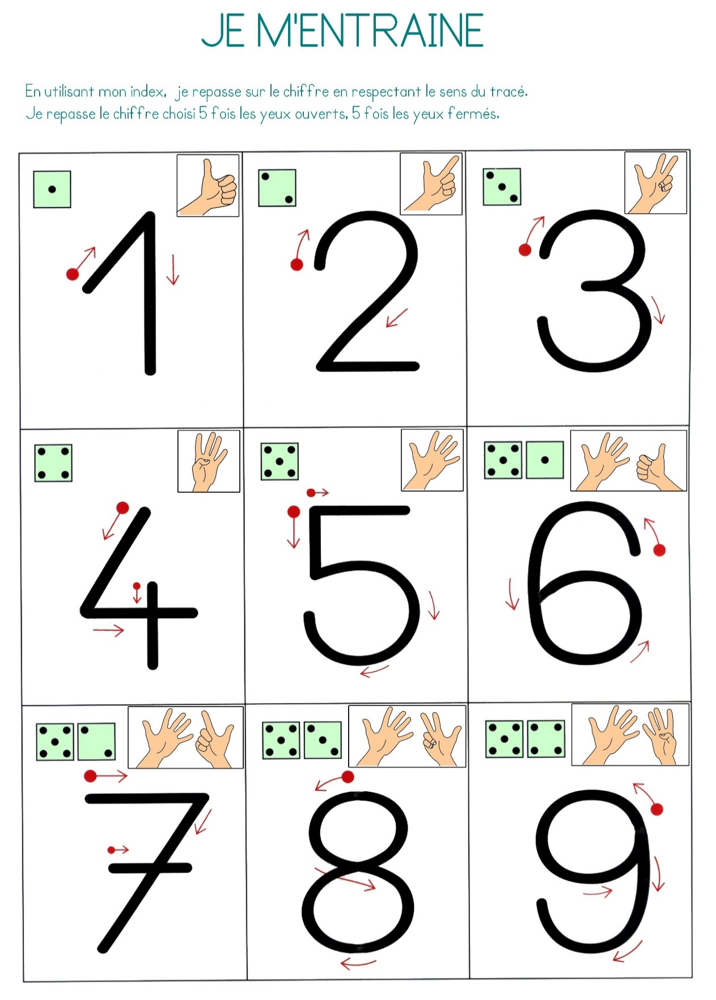 JE M'ENTRAINE
En utilisant mon index, je repasse sur le chiffre en respectant le sens du tracé.
Je repasse le chiffre choisi 5 fois les yeux ouverts, 5 fois les yeux fermés.
1 2 3
4 5 6
7 8 9